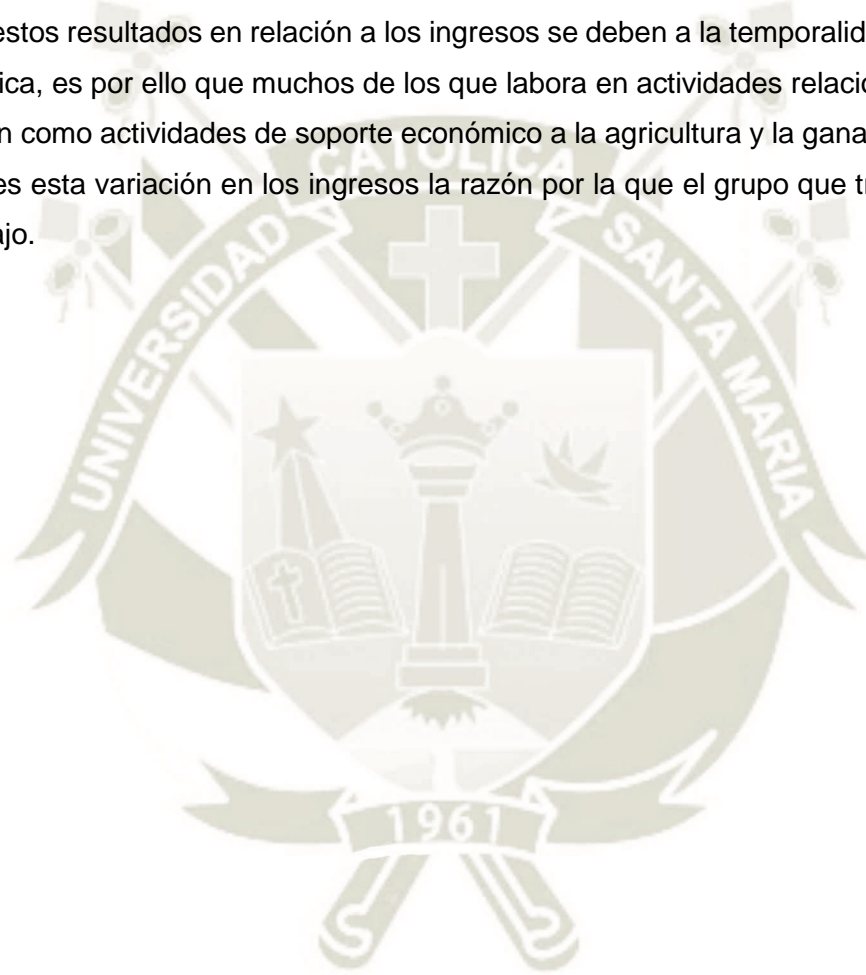 estos resultados en relación a los ingresos se deben a la temporalid
ica, es por ello que muchos de los que labora en actividades relacio
n como actividades de soporte económico a la agricultura y la gana
es esta variación en los ingresos la razón por la que el grupo que tr
ajo.
UNIVERSIDAD CATOLICA SANTA MARIA
1961